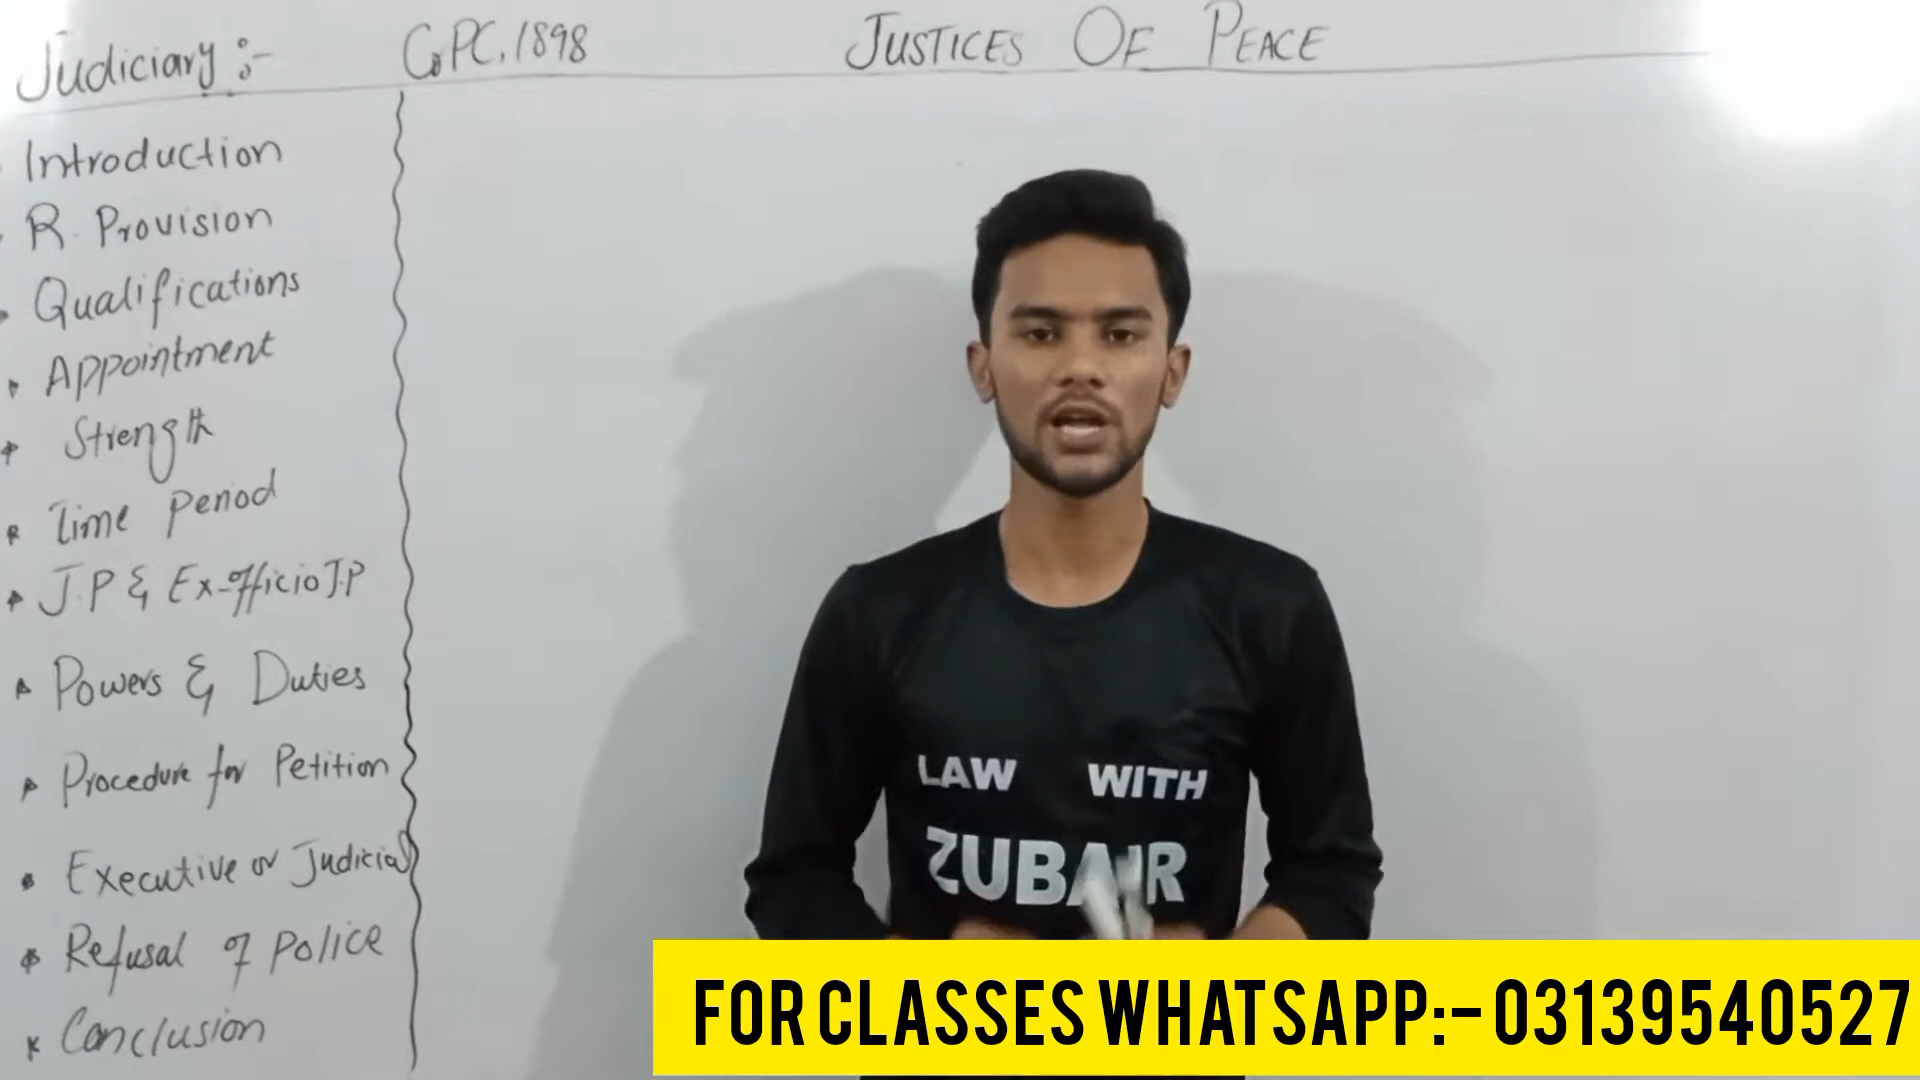 Judiciary:- CrPC, 1898 JUSTICES OF PEACE
Introduction
R. Provision
Qualifications
Appointment
Strength
Time Period
J.P & Ex-officio J.P
Powers & Duties
Procedure for Petition
Executive or Judicial
Refusal of police
Conclusion
LAW WITH
ZUBAIR
FOR CLASSES WHATSAPP:- 03139540527